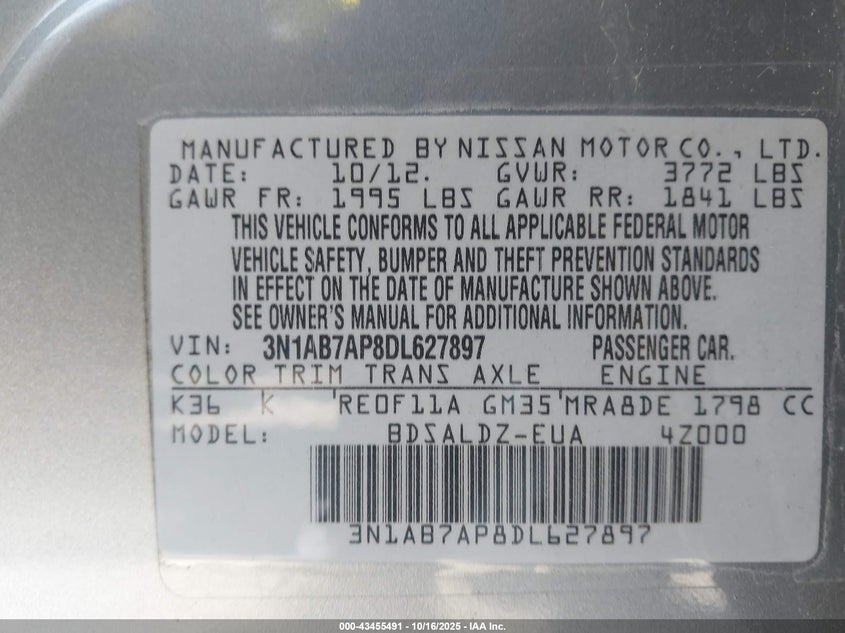 MANUFACTURED BY NISSAN MOTOR CO., LTD.
DATE: 10/12. GVWR: 3772 LBS
GAWR FR: 1995 LBS GAWR RR: 1841 LBS
THIS VEHICLE CONFORMS TO ALL APPLICABLE FEDERAL MOTOR
VEHICLE SAFETY, BUMPER AND THEFT PREVENTION STANDARDS
IN EFFECT ON THE DATE OF MANUFACTURE SHOWN ABOVE.
SEE OWNER'S MANUAL FOR ADDITIONAL INFORMATION.
VIN: 3N1AB7AP8DL627897 PASSENGER CAR.
COLOR TRIM TRANS AXLE ENGINE
K36 K 'RE0F11A GM35'MRA8DE 1798 CC
MODEL: BDSALDZ-EUA 4Z000
3N1AB7AP8DL627897
000-43455491 - 10/16/2025 - IAA Inc.